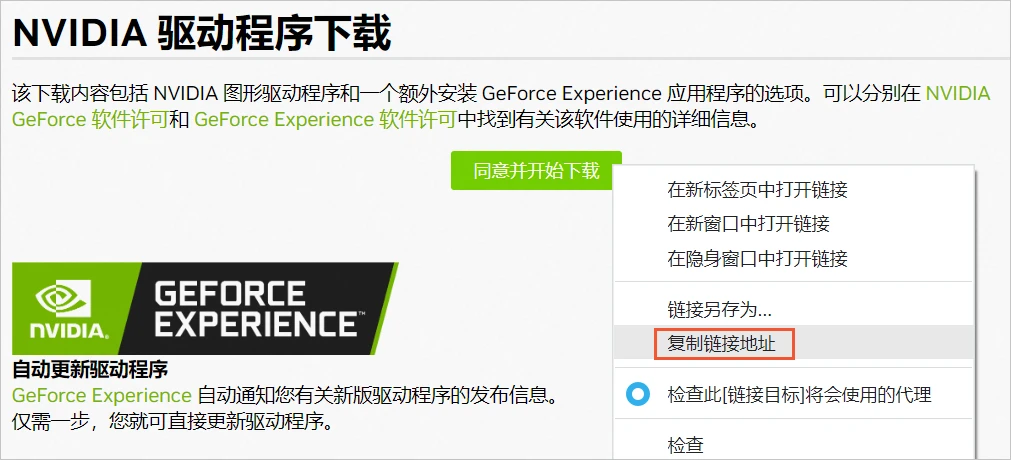 NVIDIA 驱动程序下载
该下载内容包括 NVIDIA 图形驱动程序和一个额外安装 GeForce Experience 应用程序的选项。可以分别在 NVIDIA
GeForce 软件许可和 GeForce Experience 软件许可中找到有关该软件使用的详细信息。
同意并开始下载
在新标签页中打开链接
在新窗口中打开链接
在隐身窗口中打开链接
链接另存为...
复制链接地址
检查此[链接目标]将会使用的代理
检查
NVIDIA.
GEFORCE
EXPERIENCE™
自动更新驱动程序
GeForce Experience 自动通知您有关新版驱动程序的发布信息。
仅需一步，您就可直接更新驱动程序。